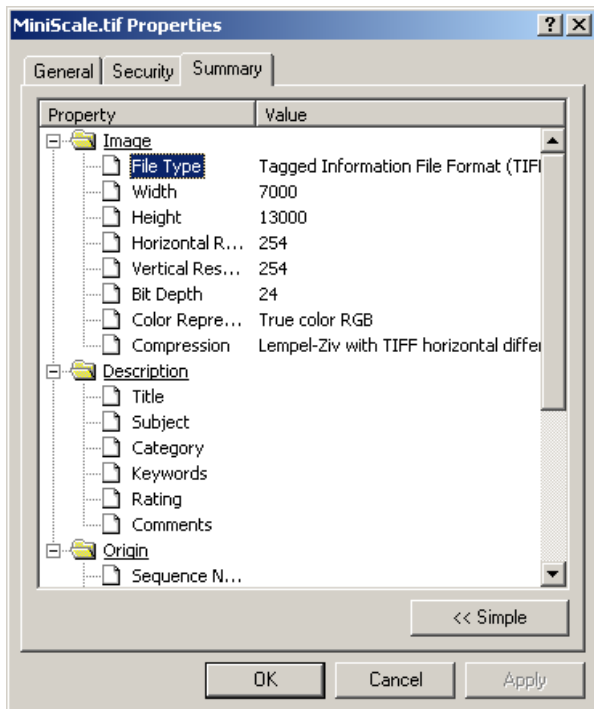 MiniScale.tif Properties
General Security Summary
Property Value
Image
File Type Tagged Information File Format (TIF
Width 7000
Height 13000
Horizontal R... 254
Vertical Res... 254
Bit Depth 24
Color Repre... True color RGB
Compression Lempel-Ziv with TIFF horizontal differ
Description
Title
Subject
Category
Keywords
Rating
Comments
Origin
Sequence N...
<< Simple
OK Cancel Apply